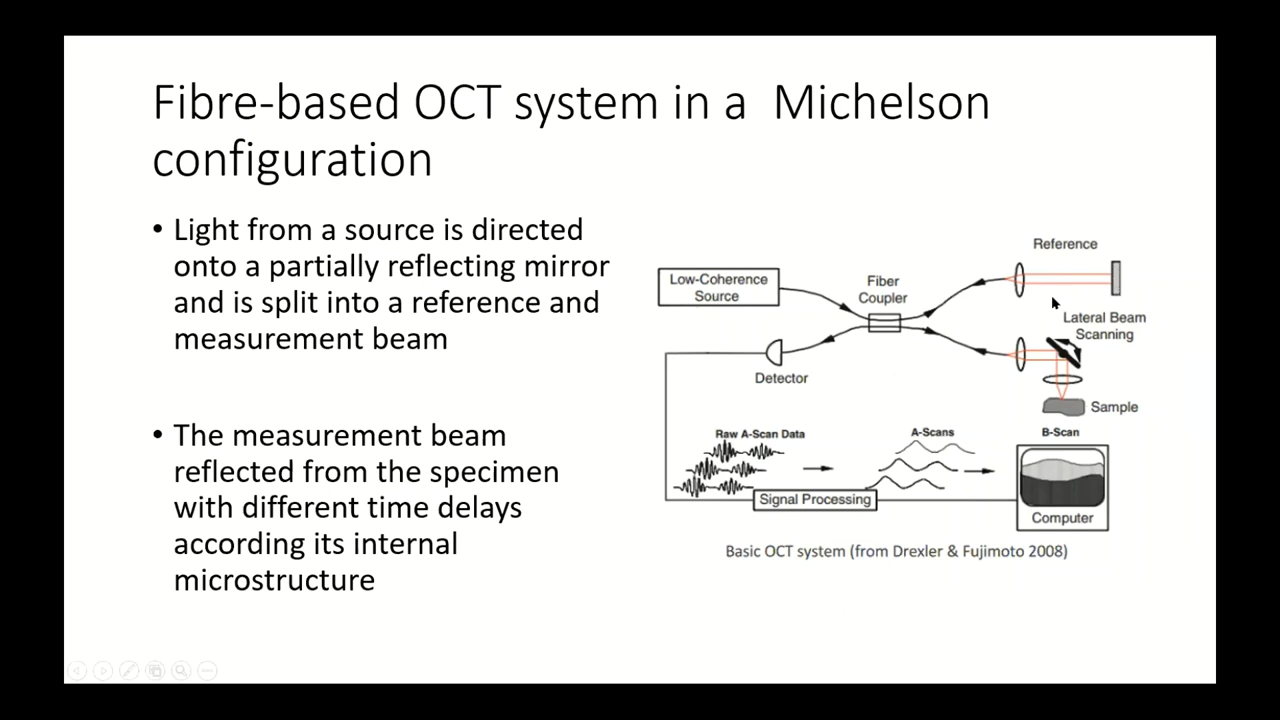 Fibre-based OCT system in a Michelson
configuration
• Light from a source is directed
onto a partially reflecting mirror
and is split into a reference and
measurement beam
• The measurement beam
reflected from the specimen
with different time delays
according its internal
microstructure
Reference
Low-Coherence
Source
Fiber
Coupler
Lateral Beam
Scanning
Detector
Sample
Raw A-Scan Data
A-Scans
B-Scan
Signal Processing
Computer
Basic OCT system (from Drexler & Fujimoto 2008)